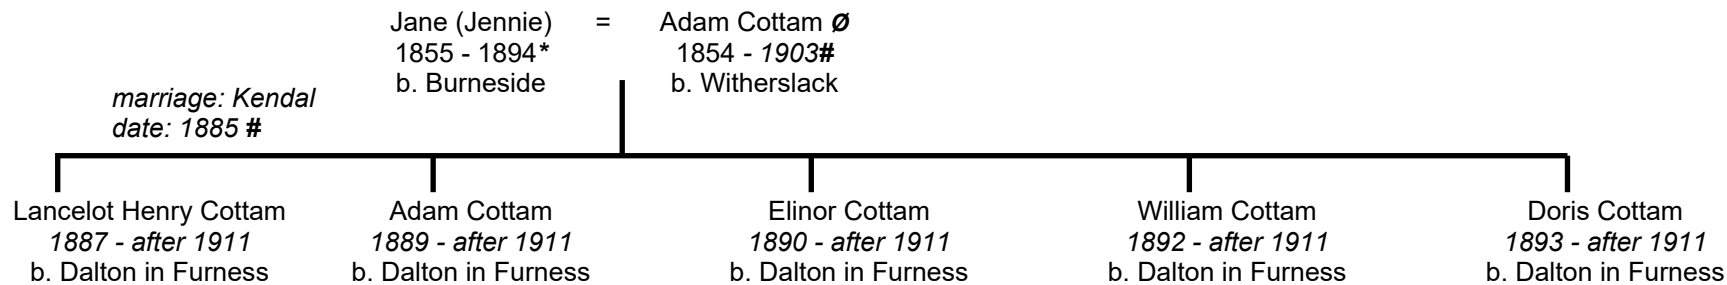 Jane (Jennie) = Adam Cottam Ø
1855 - 1894* 1854 - 1903#
b. Burneside b. Witherslack
marriage: Kendal
date: 1885 #
Lancelot Henry Cottam Adam Cottam Elinor Cottam William Cottam Doris Cottam
1887 - after 1911 1889 - after 1911 1890 - after 1911 1892 - after 1911 1893 - after 1911
b. Dalton in Furness b. Dalton in Furness b. Dalton in Furness b. Dalton in Furness b. Dalton in Furness